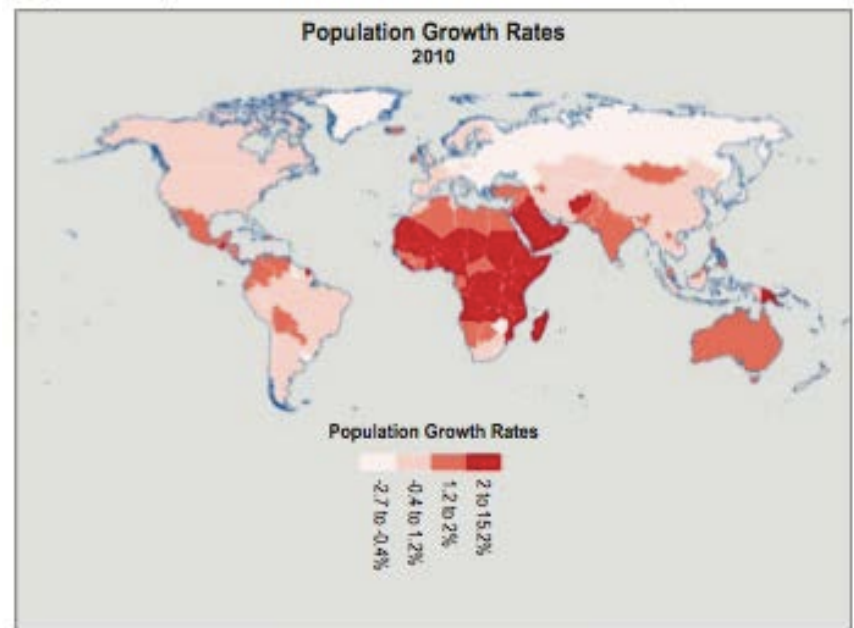 Population Growth Rates
2010
Population Growth Rates
-2.7 to -0.4%
-0.4 to 1.2%
1.2 to 2%
2 to 15.2%